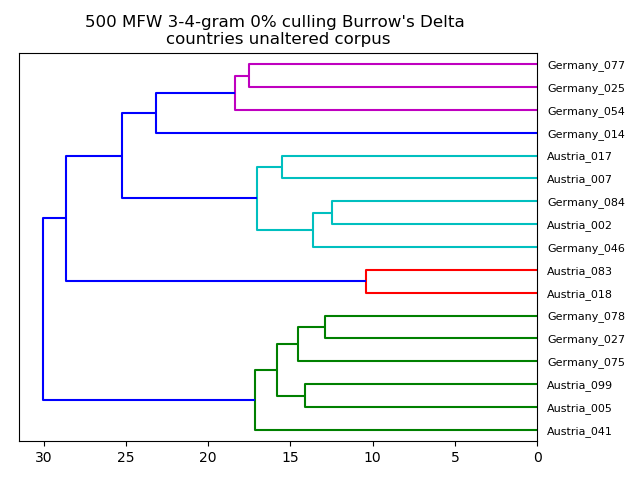 500 MFW 3-4-gram 0% culling Burrow's Delta
countries unaltered corpus
Germany_077
Germany_025
Germany_054
Germany_014
Austria_017
Austria_007
Germany_084
Austria_002
Germany_046
Austria_083
Austria_018
Germany_078
Germany_027
Germany_075
Austria_099
Austria_005
Austria_041
30 25 20 15 10 5 0